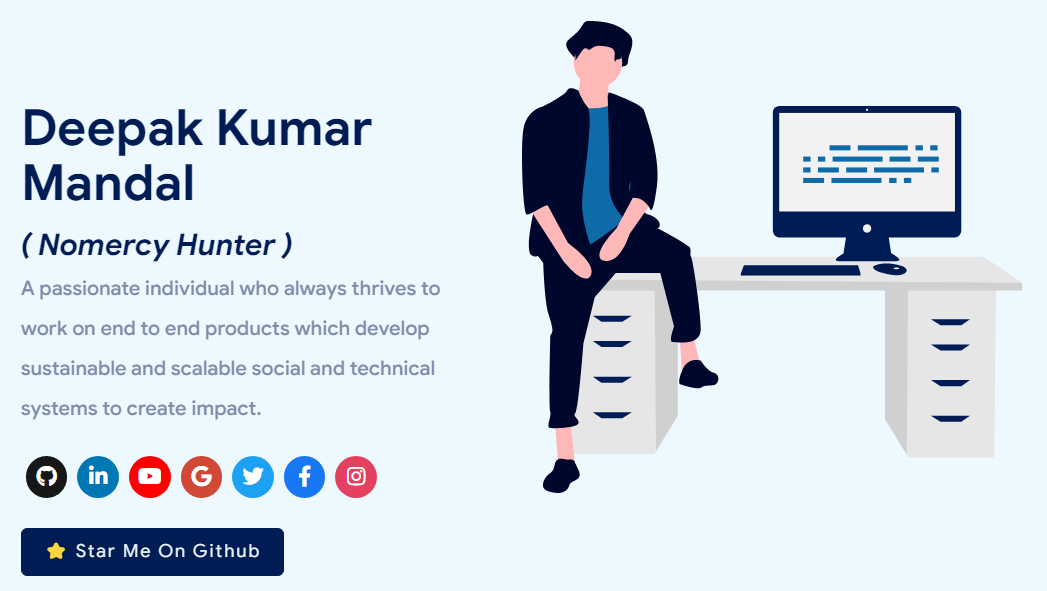 Deepak Kumar
Mandal
( Nomercy Hunter )
A passionate individual who always thrives to
work on end to end products which develop
sustainable and scalable social and technical
systems to create impact.
Star Me On Github